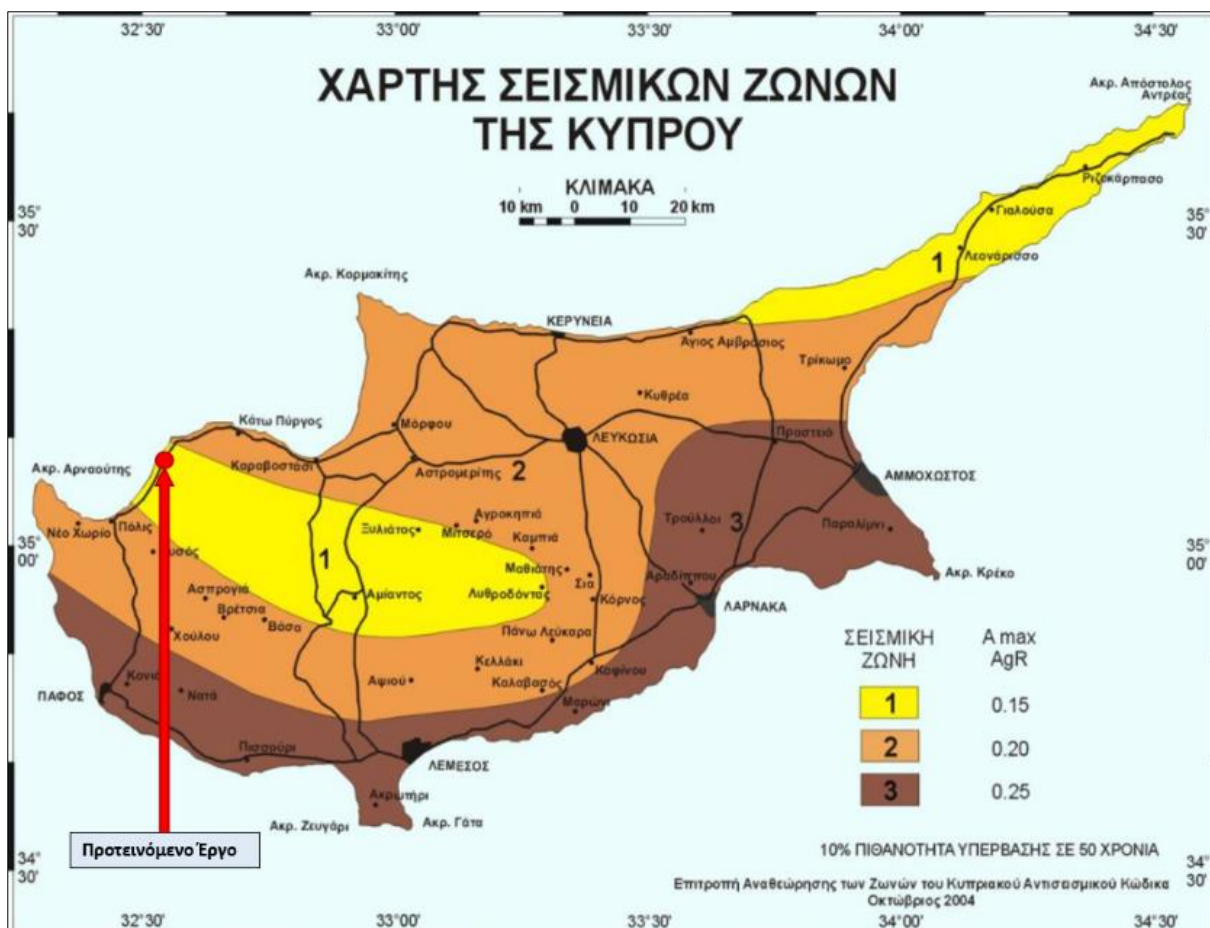 32°30'
33°00'
33°30'
34°00'
34°30'
ΧΑΡΤΗΣ ΣΕΙΣΜΙΚΩΝ ΖΩΝΩΝ
ΤΗΣ ΚΥΠΡΟΥ
ΚΛΙΜΑΚΑ
10 km 0 10 20 km
Ακρ. Απόστολος
Αντρέας
Ριζοκάρπασο
Γιαλούσα
Λεονάρισσο
1
35°
30'
35°
30'
Ακρ. Κορμακίτης
ΚΕΡΥΝΕΙΑ
Άγιος Αμβρόσιος
Τρίκωμο
Κυθρέα
Κάτω Πύργος
Μόρφου
ΛΕΥΚΩΣΙΑ
Πραστειό
Ακρ. Αρναούτης
Καραβοστάσι
Αστρομερίτης
2
ΑΜΜΟΧΩΣΤΟΣ
Νέο Χωρίο
Πόλις
Ξυλιάτος
Μιτσερό
Αγροκηπιά
Καμπιά
Τρούλλοι
3
Παραλίμνι
35°
00'
35°
00'
υσός
1
Μαθιάτης
Σια
Αραδίππου
Ακρ. Κρέκο
Ασπρογιά
Αμίαντος
Λυθροδόντας
Κόρνος
ΛΑΡΝΑΚΑ
Βρέτσια
Βάσα
Χούλου
Πάνω Λεύκαρα
Κελλάκι
Κοφίνου
Κονιά
Νατά
Αψιού
Καλαβασός
Μαρώνι
ΠΑΦΟΣ
Πισσούρι
ΛΕΜΕΣΟΣ
Ακρωτήρι
Ακρ. Ζευγάρι
Ακρ. Γάτα
Προτεινόμενο Έργο
ΣΕΙΣΜΙΚΗ
ΖΩΝΗ
A max
AgR
1 0.15
2 0.20
3 0.25
10% ΠΙΘΑΝΟΤΗΤΑ ΥΠΕΡΒΑΣΗΣ ΣΕ 50 ΧΡΟΝΙΑ
Επιτροπή Αναθεώρησης των Ζωνών του Κυπριακού Αντισεισμικού Κώδικα
Οκτώβριος 2004
34°
30'
34°
30'
32°30'
33°00'
33°30'
34°00'
34°30'